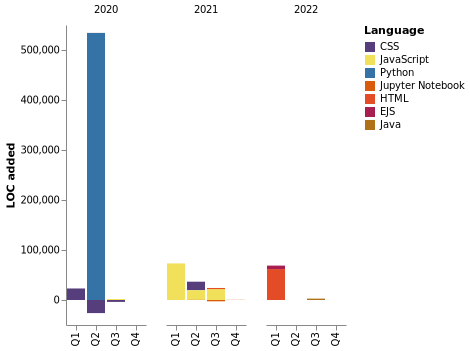 2020 2021 2022
Language
CSS
JavaScript
Python
Jupyter Notebook
HTML
EJS
Java
LOC added
500,000
400,000
300,000
200,000
100,000
0
Q1 Q2 Q3 Q4 Q1 Q2 Q3 Q4 Q1 Q2 Q3 Q4